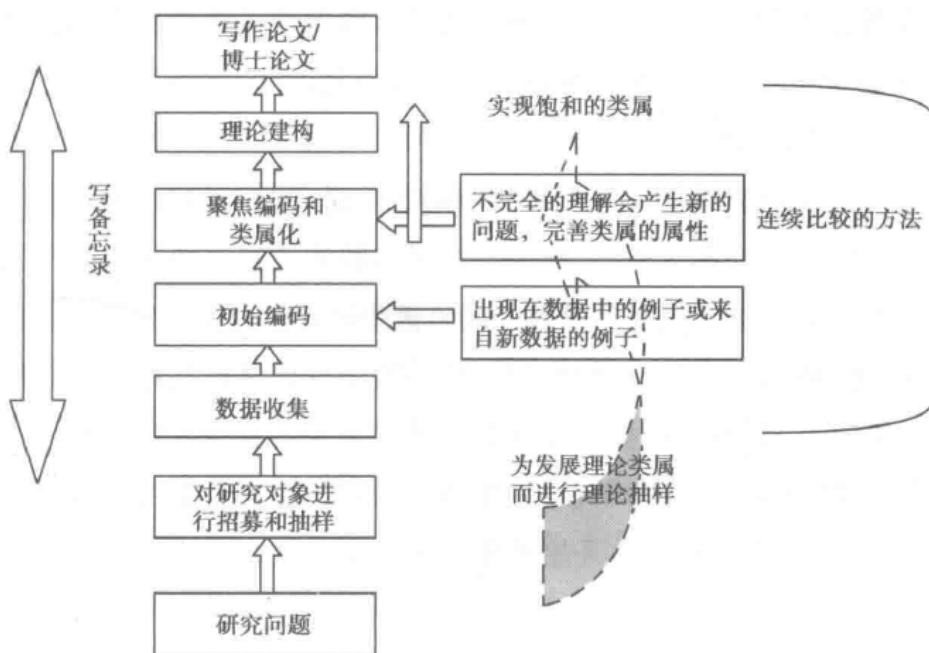 写作论文/
博士论文
理论建构
聚焦编码和
类属化
初始编码
数据收集
对研究对象进
行招募和抽样
研究问题
写备忘录
实现饱和的类属
不完全的理解会产生新的
问题，完善类属的属性
出现在数据中的例子或来
自新数据的例子
为发展理论类属
而进行理论抽样
连续比较的方法